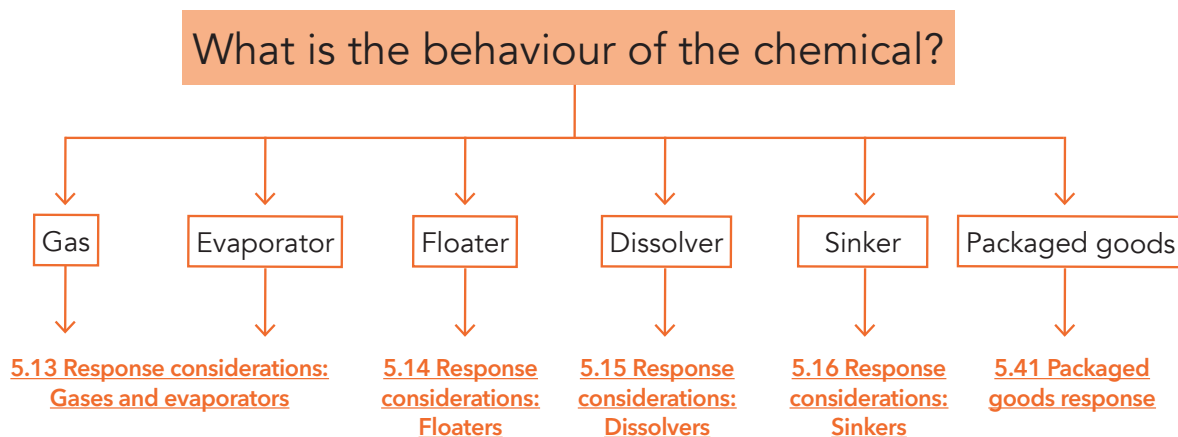 What is the behaviour of the chemical?
Gas
Evaporator
Floater
Dissolver
Sinker
Packaged goods
5.13 Response considerations:
Gases and evaporators
5.14 Response
considerations:
Floaters
5.15 Response
considerations:
Dissolvers
5.16 Response
considerations:
Sinkers
5.41 Packaged
goods response